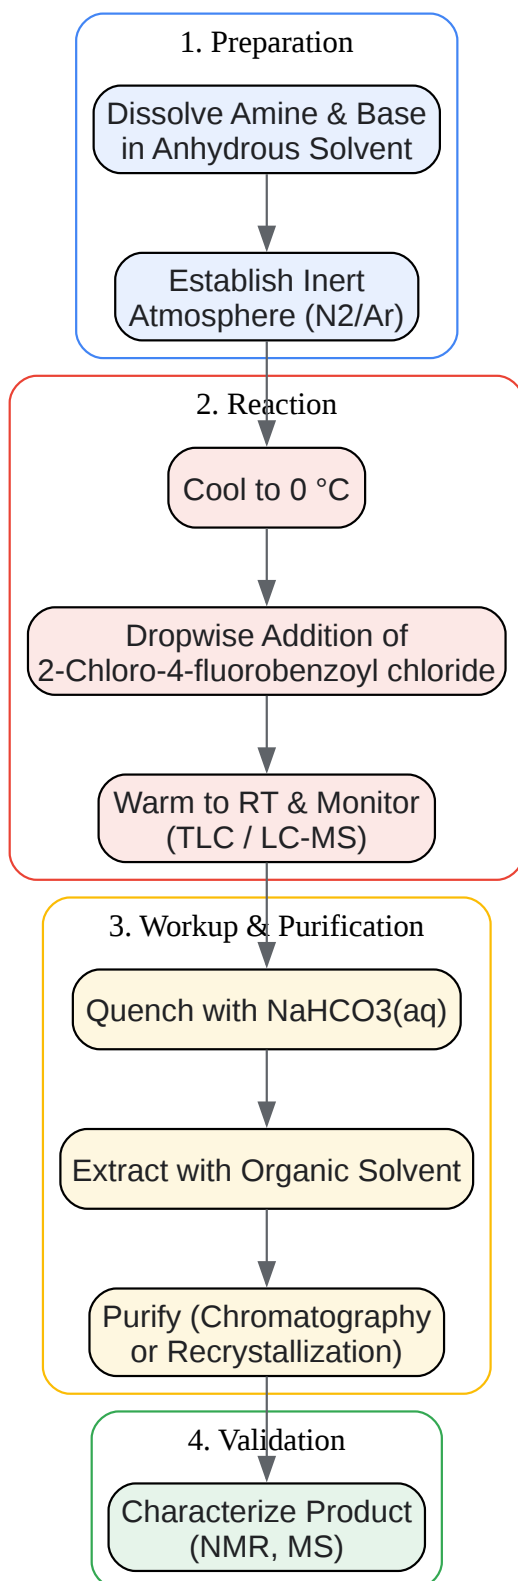 1. Preparation
Dissolve Amine & Base
in Anhydrous Solvent
Establish Inert
Atmosphere (N2/Ar)
2. Reaction
Cool to 0 °C
Dropwise Addition of
2-Chloro-4-fluorobenzoyl chloride
Warm to RT & Monitor
(TLC / LC-MS)
3. Workup & Purification
Quench with NaHCO3(aq)
Extract with Organic Solvent
Purify (Chromatography
or Recrystallization)
4. Validation
Characterize Product
(NMR, MS)